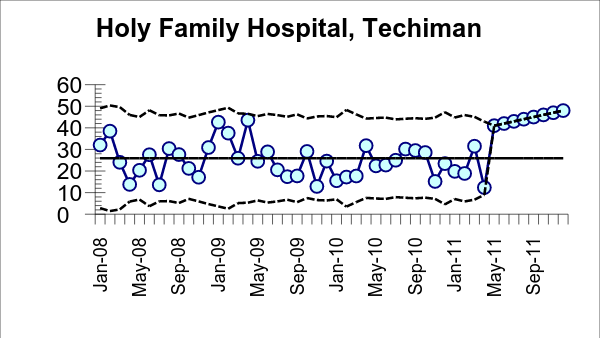 Holy Family Hospital, Techiman
60
50
40
30
20
10
0
Jan-08
May-08
Sep-08
Jan-09
May-09
Sep-09
Jan-10
May-10
Sep-10
Jan-11
May-11
Sep-11